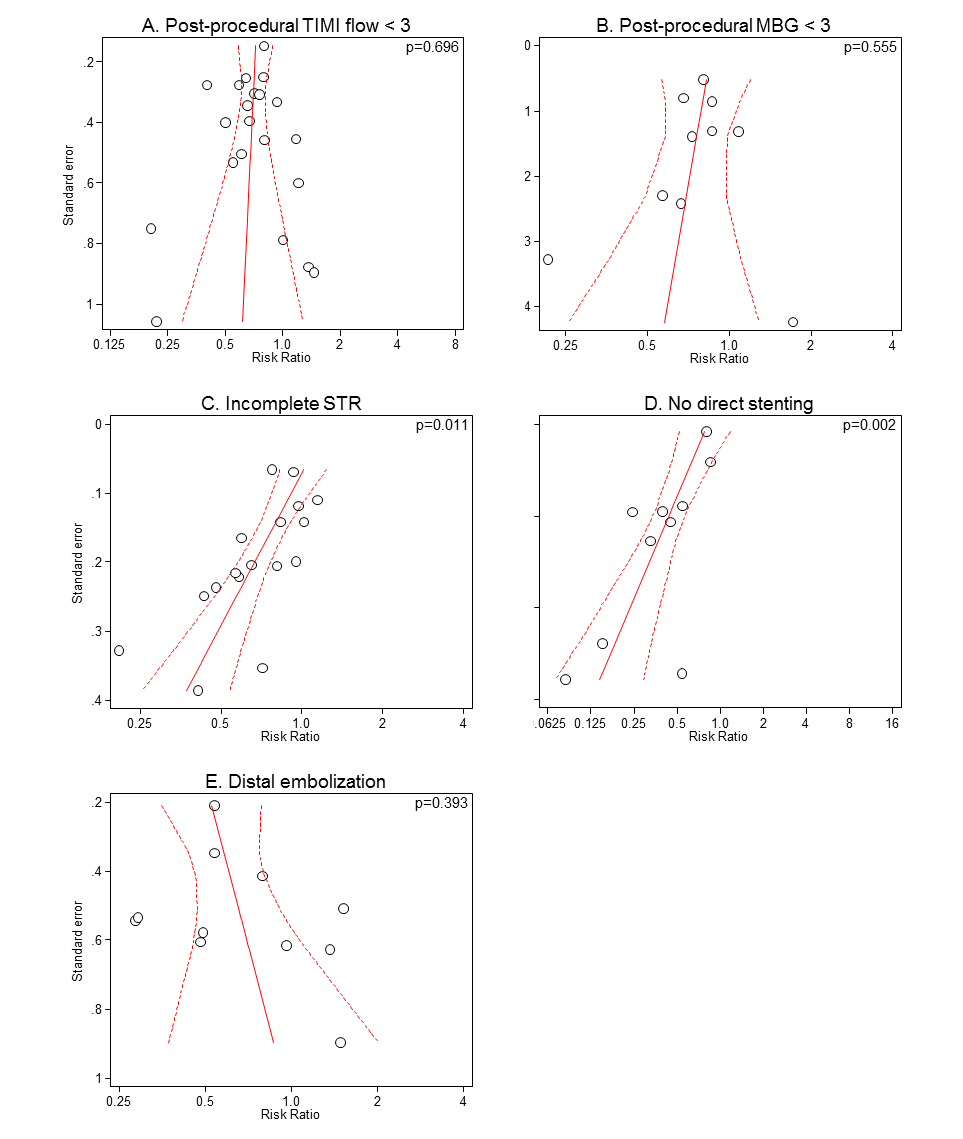 A. Post-procedural TIMI flow < 3
p=0.696
Standard error
.2
.4
.6
.8
1
0.125 0.25 0.5 1.0 2 4 8
Risk Ratio
B. Post-procedural MBG < 3
p=0.555
0
1
2
3
4
0.25 0.5 1.0 2 4
Risk Ratio
C. Incomplete STR
p=0.011
Standard error
0
.1
.2
.3
.4
0.25 0.5 1.0 2 4
Risk Ratio
D. No direct stenting
p=0.002
.0625 0.125 0.25 0.5 1.0 2 4 8 16
Risk Ratio
E. Distal embolization
p=0.393
Standard error
.2
.4
.6
.8
1
0.25 0.5 1.0 2 4
Risk Ratio